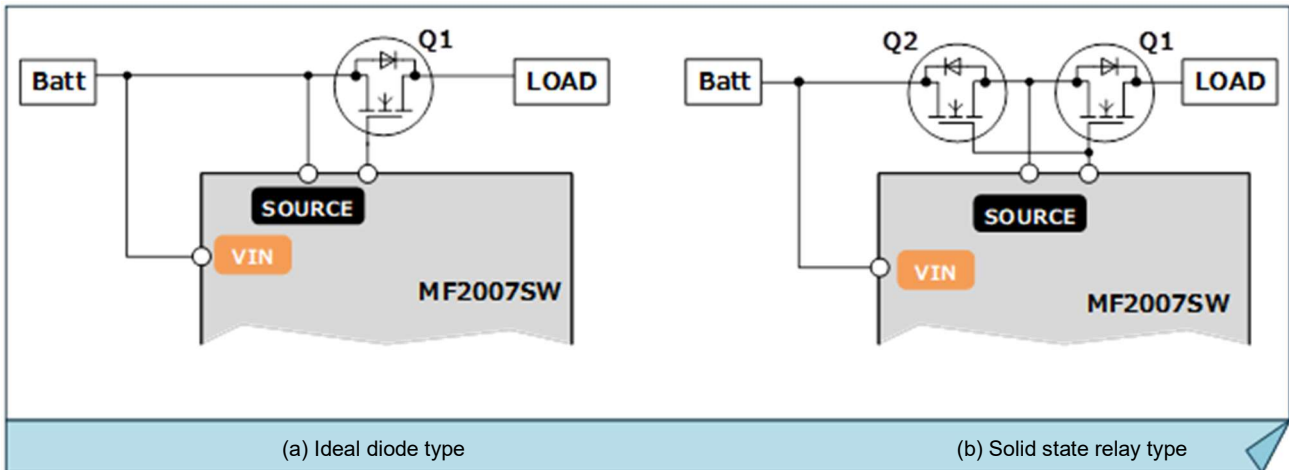 Q1
Batt
LOAD
SOURCE
VIN
MF2007SW
(a) Ideal diode type
Q2
Q1
Batt
LOAD
SOURCE
VIN
MF2007SW
(b) Solid state relay type